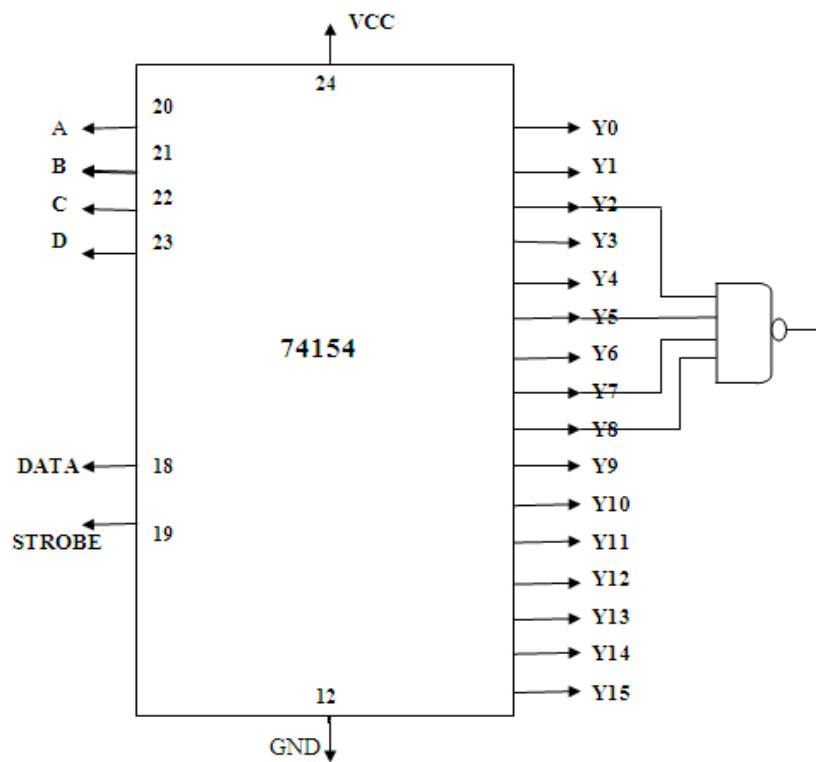 VCC
24
20
A
Y0
21
B
Y1
22
C
Y2
23
D
Y3
Y4
Y5
74154
Y6
Y7
Y8
DATA
18
Y9
Y10
19
STROBE
Y11
Y12
Y13
Y14
12
Y15
GND